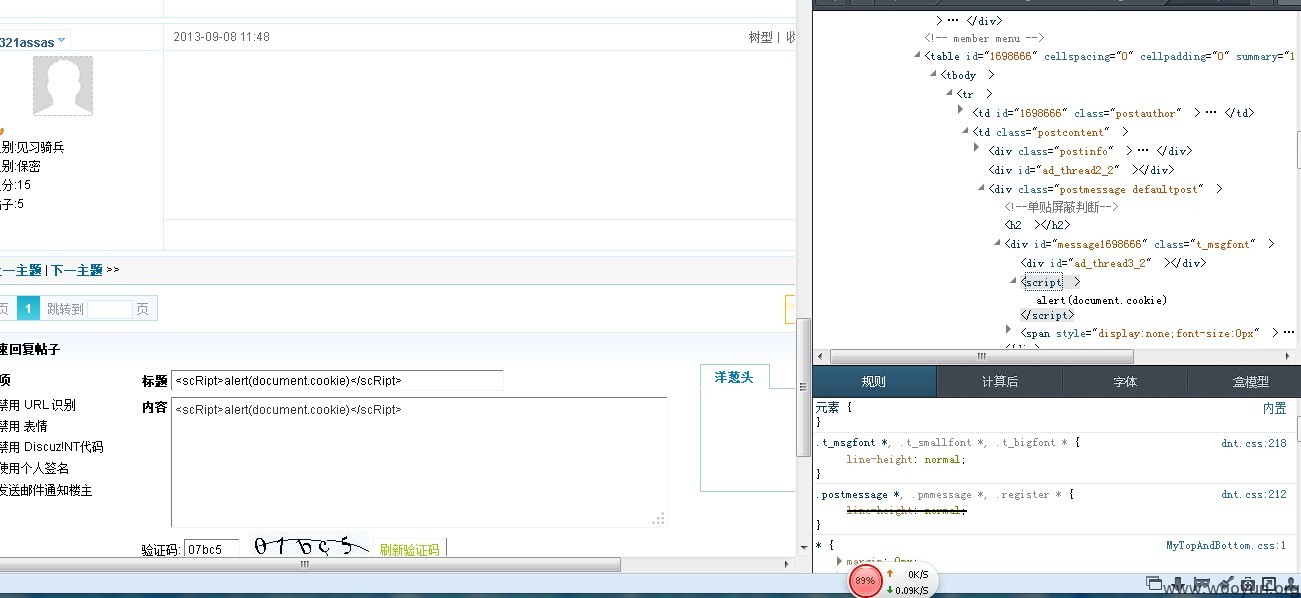 321assas
2013-09-08 11:48
树型 | 收
别:见习骑兵
别:保密
分:15
子:5
一主题 | 下一主题 >>
页 1 跳转到 页
速回复帖子
项
标题 <scRipt>alert(document.cookie)</scRipt>
禁用 URL识别
内容 <scRipt>alert(document.cookie)</scRipt>
禁用 表情
禁用 Discuz!NT代码
使用个人签名
发送邮件通知楼主
洋葱头
验证码: 07bc5 07bc5 刷新验证码
> ··· </div>
<!-- member menu -->
<table id="1698666" cellspacing="0" cellpadding="0" summary="1
<tbody >
<tr >
<td id="1698666" class="postauthor" > ··· </td>
<td class="postcontent" >
<div class="postinfo" > ··· </div>
<div id="ad_thread2_2" ></div>
<div class="postmessage defaultpost" >
<!--单贴屏蔽判断-->
<h2 ></h2>
<div id="message1698666" class="t_msgfont" >
<div id="ad_thread3_2" ></div>
<script >
alert(document.cookie)
</script>
<span style="display:none;font-size:0px" > ···
规则 计算后 字体 盒模型
元素 { 内置
}
.t_msgfont *, .t_smallfont *, .t_bigfont * { dnt.css:218
line-height: normal;
}
.postmessage *, .pmmessage *, .register * { dnt.css:212
line-height: normal;
}
* { MyTopAndBottom.css:1
margin: 0px;
89% 0K/S
0.09K/S
www.wooyun.org